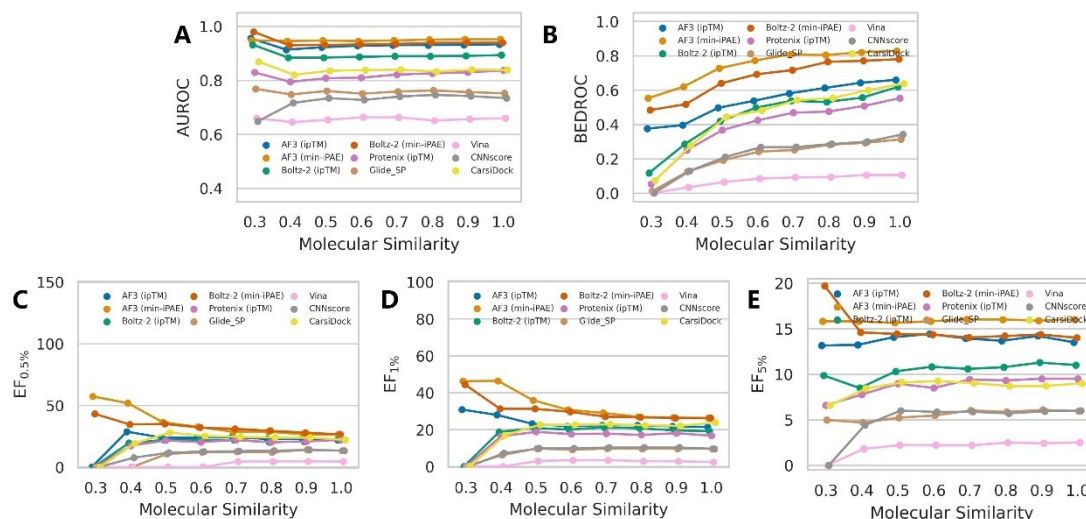 A
AUROC
1.0
0.8
0.6
0.4
AF3 (ipTM)
AF3 (min-iPAE)
Boltz-2 (ipTM)
Boltz-2 (min-iPAE)
Protenix (ipTM)
Glide_SP
Vina
CNNscore
CarsiDock
0.3 0.4 0.5 0.6 0.7 0.8 0.9 1.0
Molecular Similarity
B
BEDROC
1.0
0.8
0.6
0.4
0.2
0.0
AF3 (ipTM)
AF3 (min-iPAE)
Boltz-2 (ipTM)
Boltz-2 (min-iPAE)
Protenix (ipTM)
Glide_SP
Vina
CNNscore
CarsiDock
0.3 0.4 0.5 0.6 0.7 0.8 0.9 1.0
Molecular Similarity
C
EF0.5%
150
100
50
0
AF3 (ipTM)
AF3 (min-iPAE)
Boltz-2 (ipTM)
Boltz-2 (min-iPAE)
Protenix (ipTM)
Glide_SP
Vina
CNNscore
CarsiDock
0.3 0.4 0.5 0.6 0.7 0.8 0.9 1.0
Molecular Similarity
D
EF1%
100
80
60
40
20
0
AF3 (ipTM)
AF3 (min-iPAE)
Boltz-2 (ipTM)
Boltz-2 (min-iPAE)
Protenix (ipTM)
Glide_SP
Vina
CNNscore
CarsiDock
0.3 0.4 0.5 0.6 0.7 0.8 0.9 1.0
Molecular Similarity
E
EF5%
20
15
10
5
0
AF3 (ipTM)
AF3 (min-iPAE)
Boltz-2 (ipTM)
Boltz-2 (min-iPAE)
Protenix (ipTM)
Glide_SP
Vina
CNNscore
CarsiDock
0.3 0.4 0.5 0.6 0.7 0.8 0.9 1.0
Molecular Similarity